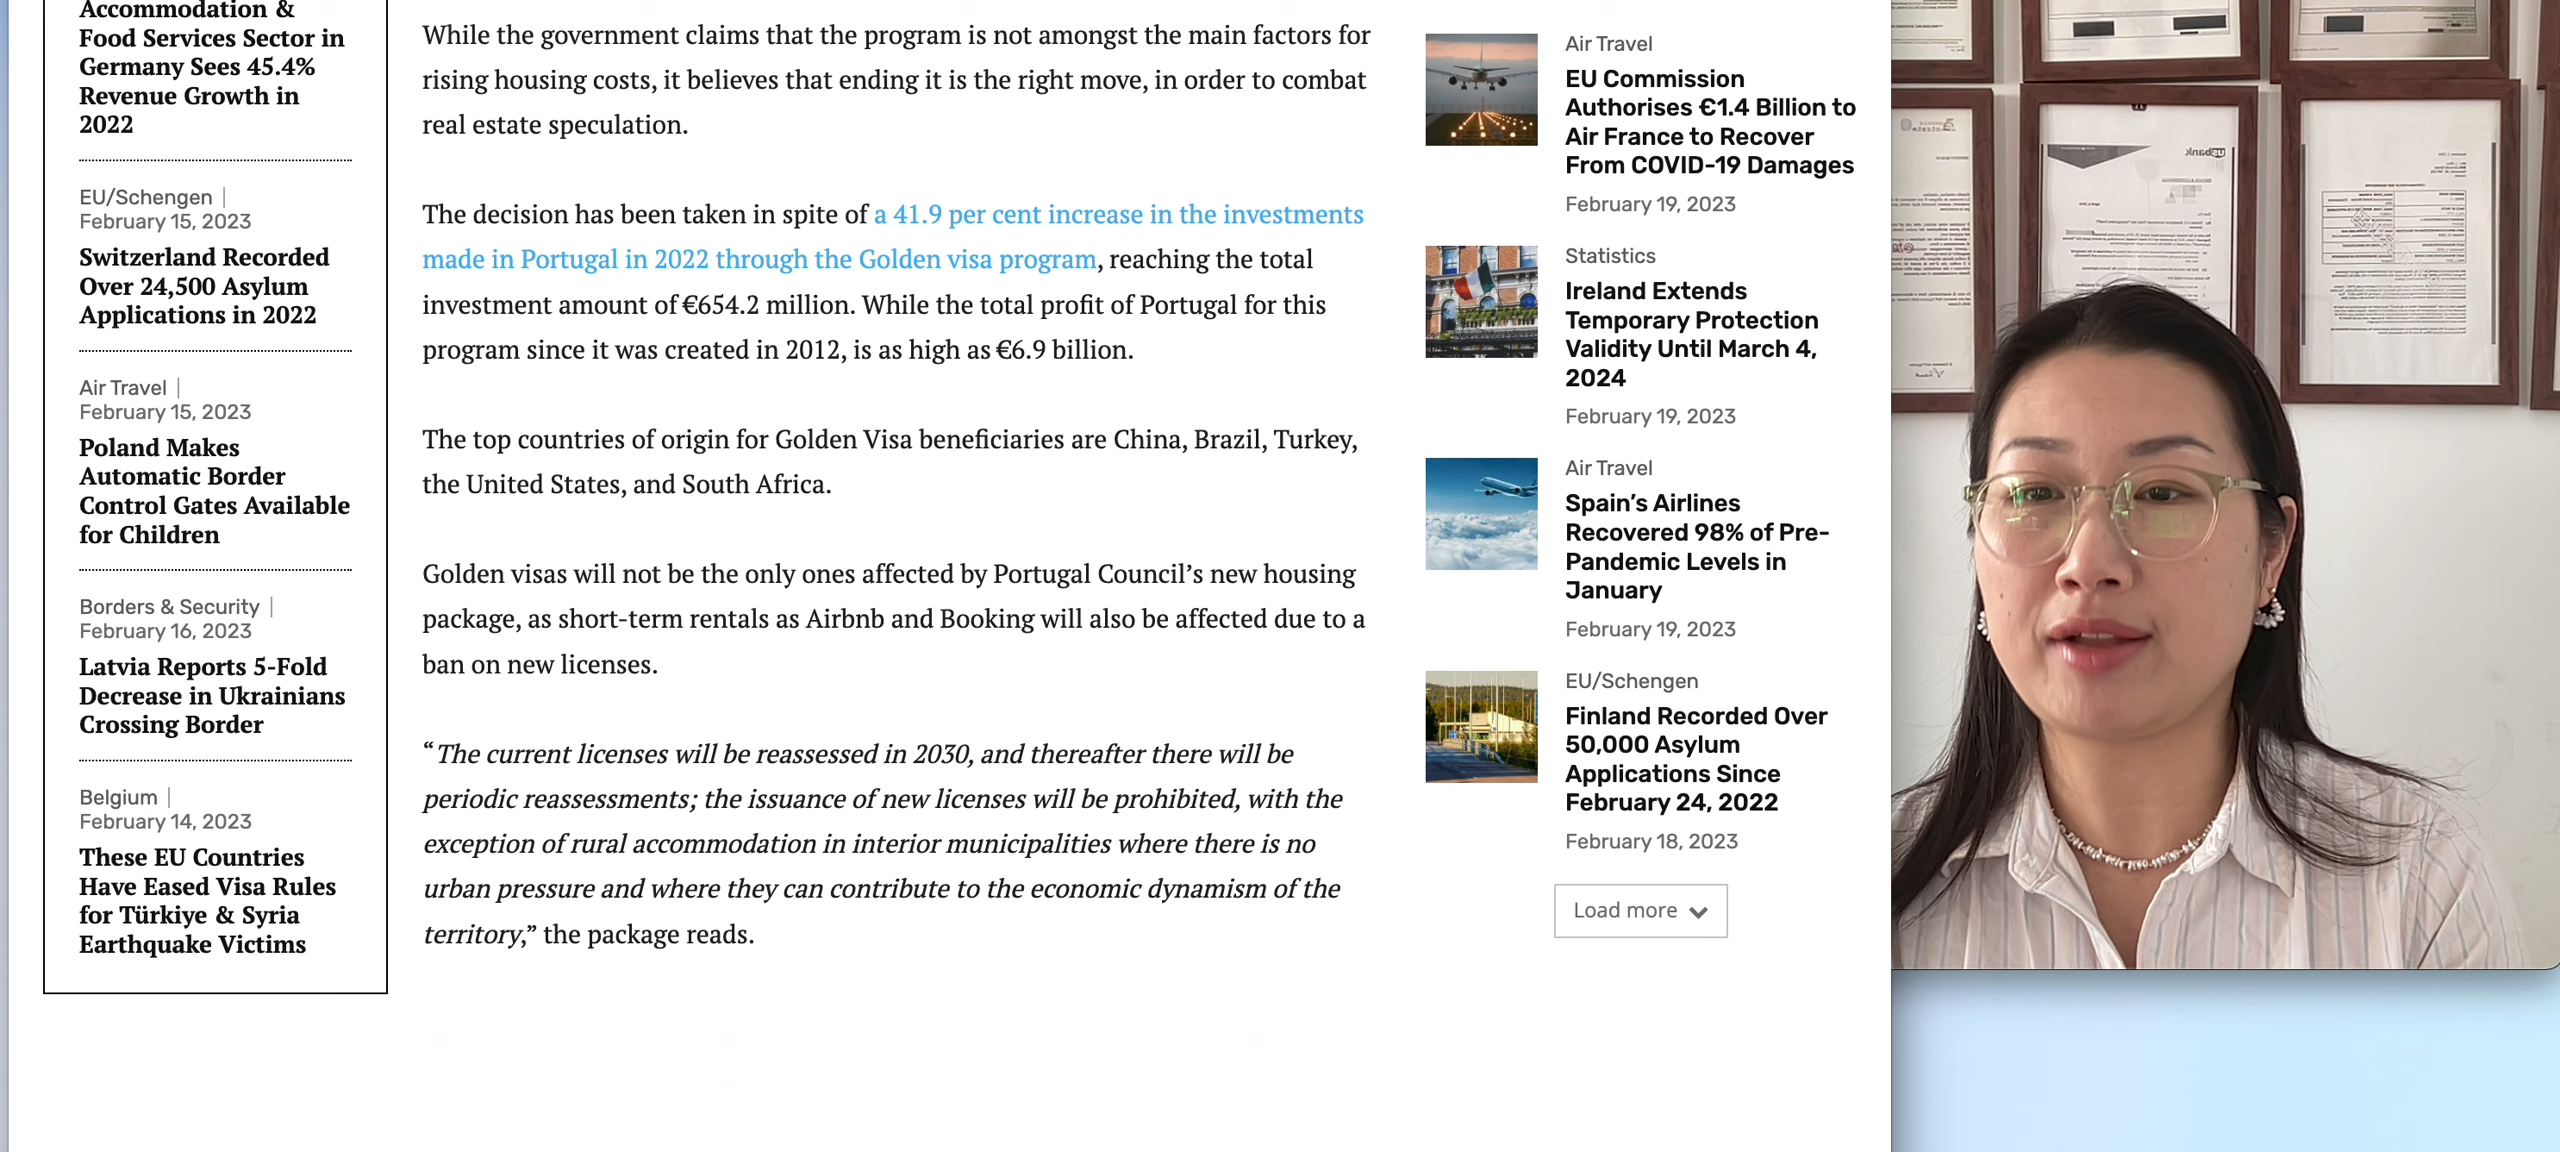 Accommodation &
Food Services Sector in
Germany Sees 45.4%
Revenue Growth in
2022
EU/Schengen |
February 15, 2023
Switzerland Recorded
Over 24,500 Asylum
Applications in 2022
Air Travel |
February 15, 2023
Poland Makes
Automatic Border
Control Gates Available
for Children
Borders & Security |
February 16, 2023
Latvia Reports 5-Fold
Decrease in Ukrainians
Crossing Border
Belgium |
February 14, 2023
These EU Countries
Have Eased Visa Rules
for Türkiye & Syria
Earthquake Victims
While the government claims that the program is not amongst the main factors for
rising housing costs, it believes that ending it is the right move, in order to combat
real estate speculation.
The decision has been taken in spite of a 41.9 per cent increase in the investments
made in Portugal in 2022 through the Golden visa program, reaching the total
investment amount of €654.2 million. While the total profit of Portugal for this
program since it was created in 2012, is as high as €6.9 billion.
The top countries of origin for Golden Visa beneficiaries are China, Brazil, Turkey,
the United States, and South Africa.
Golden visas will not be the only ones affected by Portugal Council’s new housing
package, as short-term rentals as Airbnb and Booking will also be affected due to a
ban on new licenses.
“The current licenses will be reassessed in 2030, and thereafter there will be
periodic reassessments; the issuance of new licenses will be prohibited, with the
exception of rural accommodation in interior municipalities where there is no
urban pressure and where they can contribute to the economic dynamism of the
territory,” the package reads.
Air Travel
EU Commission
Authorises €1.4 Billion to
Air France to Recover
From COVID-19 Damages
February 19, 2023
Statistics
Ireland Extends
Temporary Protection
Validity Until March 4,
2024
February 19, 2023
Air Travel
Spain’s Airlines
Recovered 98% of Pre-
Pandemic Levels in
January
February 19, 2023
EU/Schengen
Finland Recorded Over
50,000 Asylum
Applications Since
February 24, 2022
February 18, 2023
Load more
usbank